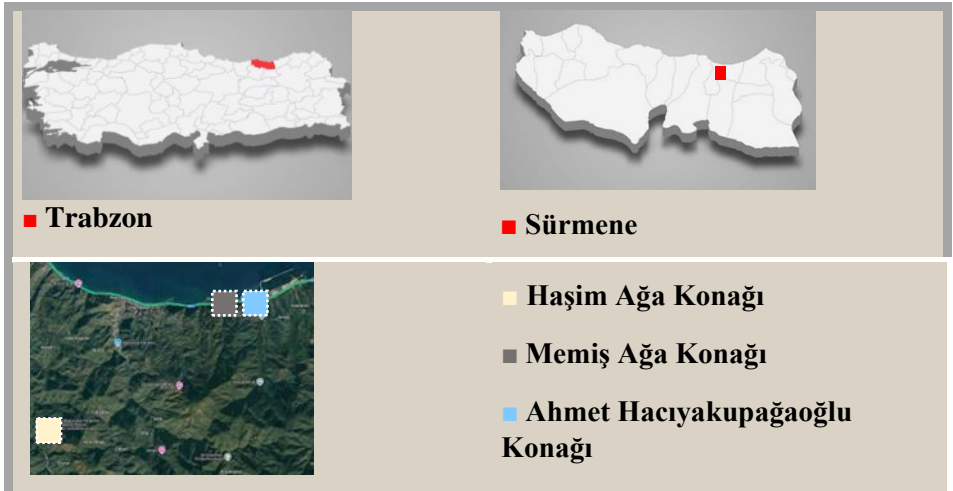 Trabzon
Sürmene
Haşim Ağa Konağı
Memiş Ağa Konağı
Ahmet Hacıyakupağaoğlu
Konağı